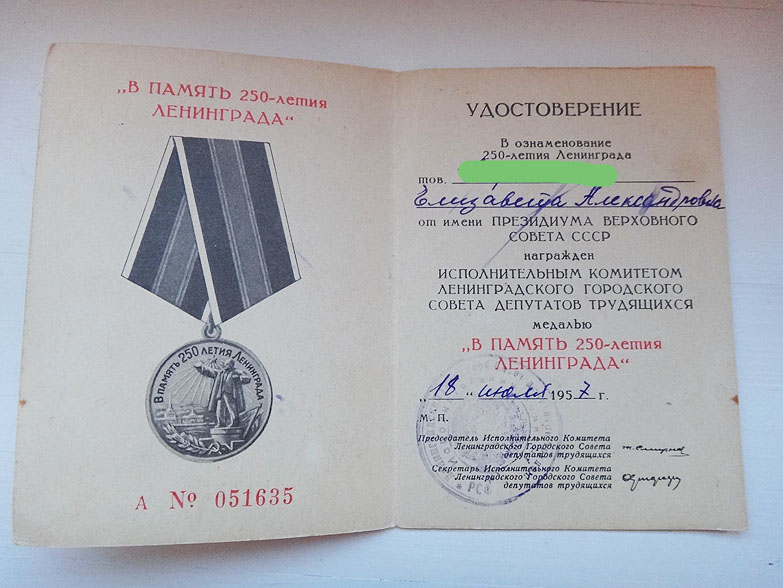 „В ПАМЯТЬ 250-летия
ЛЕНИНГРАДА“
В ПАМЯТЬ 250 ЛЕТИЯ ЛЕНИНГРАДА
А № 051635
УДОСТОВЕРЕНИЕ
В ознаменование
250-летия Ленинграда
тов.
Елизавета Александровна
от имени ПРЕЗИДИУМА ВЕРХОВНОГО
СОВЕТА СССР
награжден
ИСПОЛНИТЕЛЬНЫМ КОМИТЕТОМ
ЛЕНИНГРАДСКОГО ГОРОДСКОГО
СОВЕТА ДЕПУТАТОВ ТРУДЯЩИХСЯ
медалью
„В ПАМЯТЬ 250-летия
ЛЕНИНГРАДА“
„18“ июля 1957 г.
М. П.
Председатель Исполнительного Комитета
Ленинградского Городского Совета
депутатов трудящихся
Секретарь Исполнительного Комитета
Ленинградского Городского Совета
депутатов трудящихся